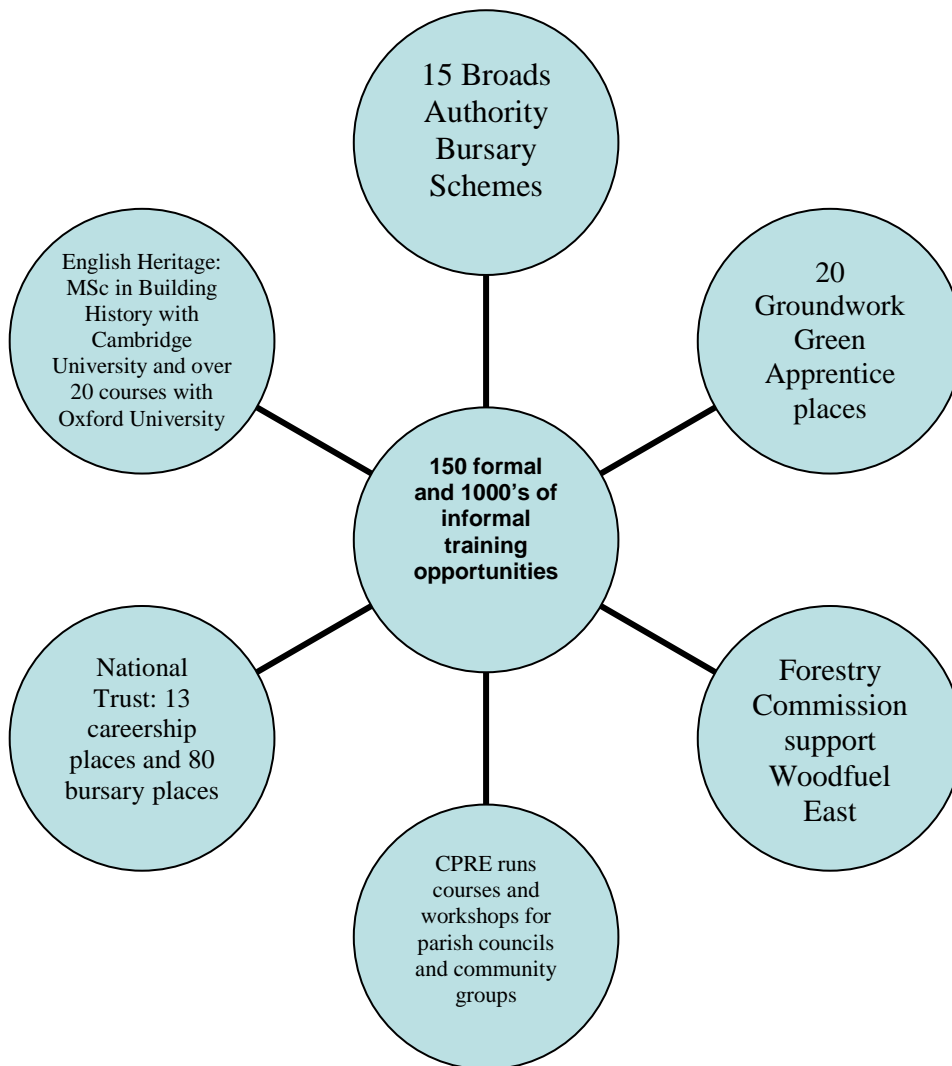 15 Broads
Authority
Bursary
Schemes
English Heritage:
MSc in Building
History with
Cambridge
University and over
20 courses with
Oxford University
20
Groundwork
Green
Apprentice
places
150 formal
and 1000's of
informal
training
opportunities
National
Trust: 13
careership
places and 80
bursary places
Forestry
Commission
support
Woodfuel
East
CPRE runs
courses and
workshops for
parish councils
and community
groups